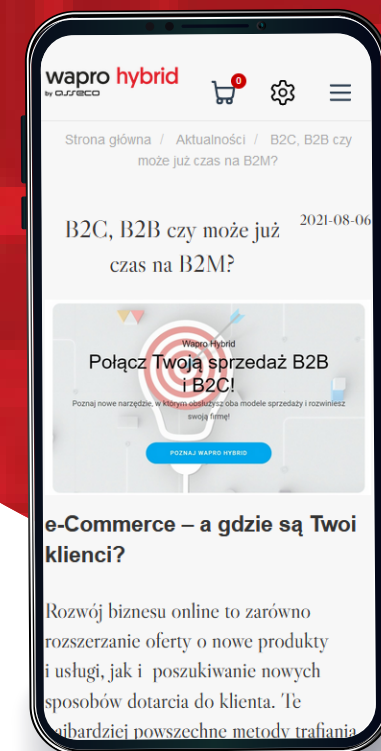 wapro hybrid
by asseco
0
Strona główna / Aktualności / B2C, B2B czy
może już czas na B2M?
B2C, B2B czy może już
czas na B2M?
2021-08-06
Wapro Hybrid
Połącz Twoją sprzedaż B2B
i B2C!
Poznaj nowe narzędzie, w którym obsłużysz oba modele sprzedaży i rozwiniesz
swoją firmę!
POZNAJ WAPRO HYBRID
e-Commerce – a gdzie są Twoi
klienci?
Rozwój biznesu online to zarówno
rozszerzanie oferty o nowe produkty
i usługi, jak i poszukiwanie nowych
sposobów dotarcia do klienta. Te
najbardziej powszechne metody trafiania